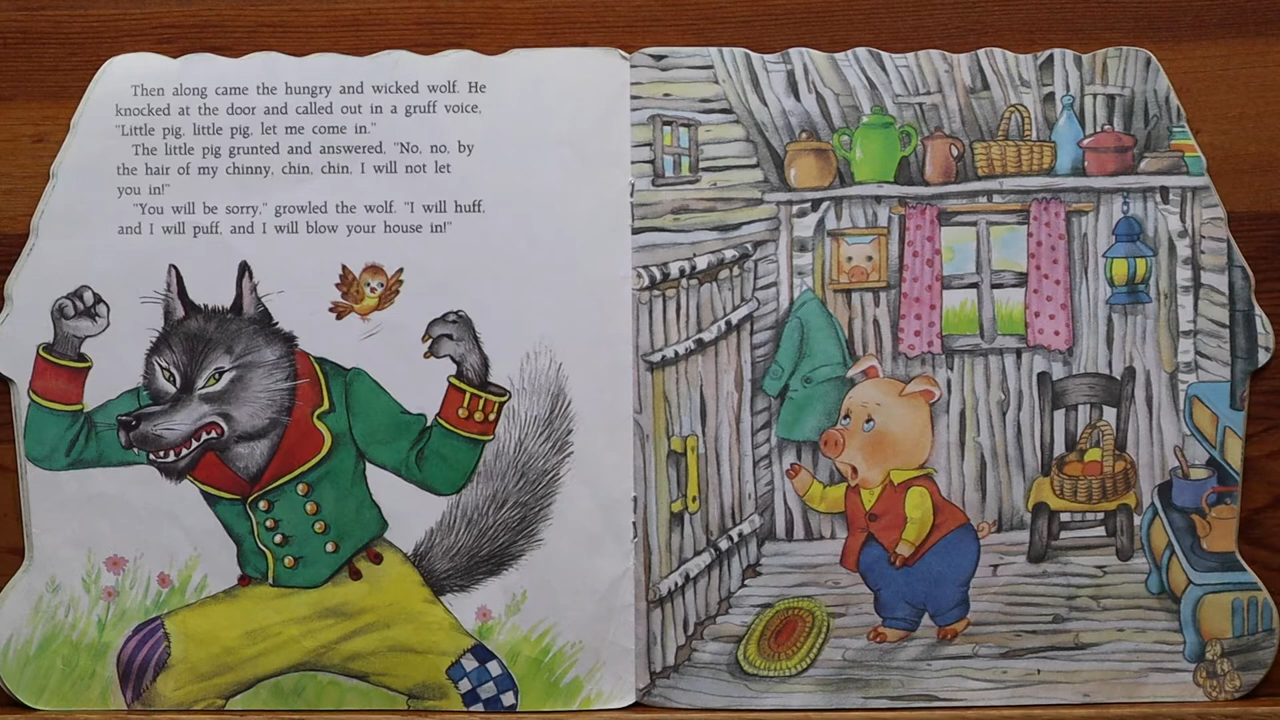 Then along came the hungry and wicked wolf. He
knocked at the door and called out in a gruff voice,
"Little pig, little pig, let me come in."
The little pig grunted and answered, "No, no, by
the hair of my chinny, chin, chin, I will not let
you in!"
"You will be sorry," growled the wolf. "I will huff,
and I will puff, and I will blow your house in!"